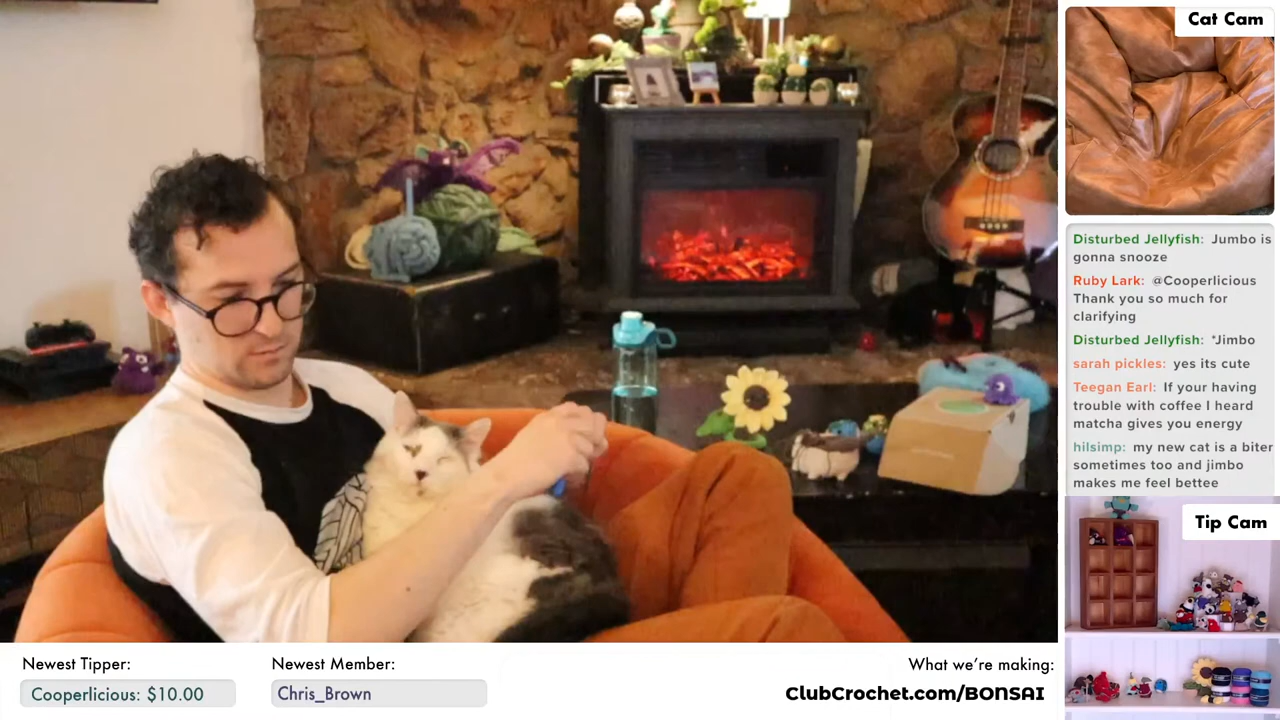 Cat Cam
Disturbed Jellyfish: Jumbo is
gonna snooze
Ruby Lark: @Cooperlicious
Thank you so much for
clarifying
Disturbed Jellyfish: *Jimbo
sarah pickles: yes its cute
Teegan Earl: If your having
trouble with coffee I heard
matcha gives you energy
hilsimp: my new cat is a biter
sometimes too and jimbo
makes me feel bettee
Tip Cam
A
Newest Tipper:
Cooperlicious: $10.00
Newest Member:
Chris_Brown
What we're making:
ClubCrochet.com/BONSAI